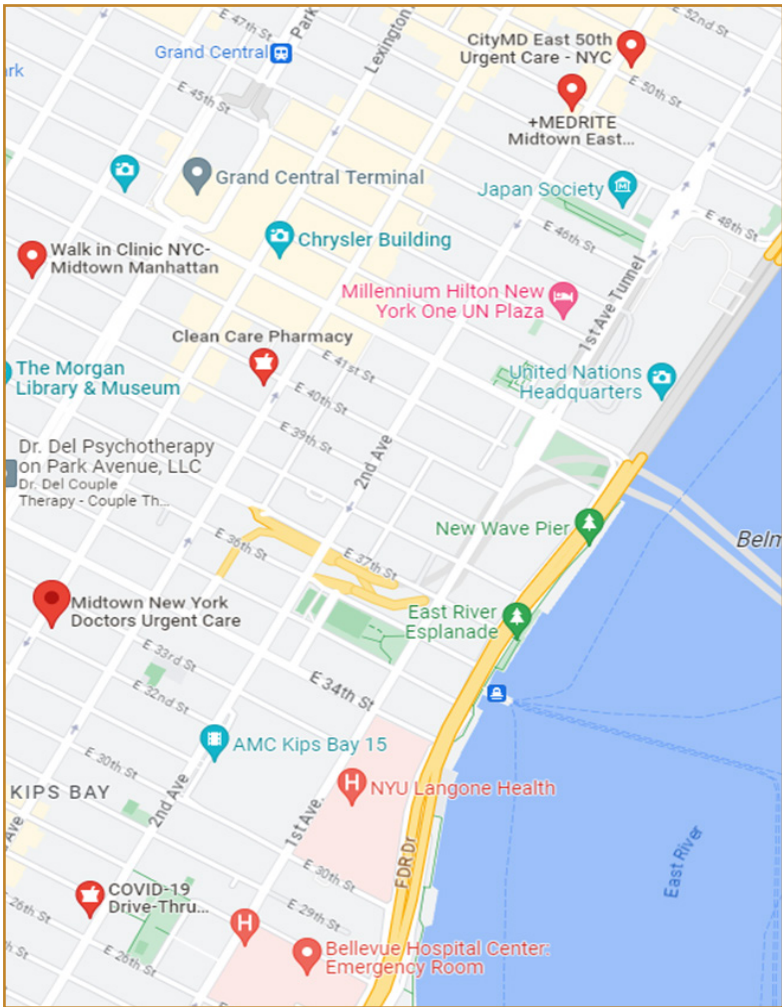 E 47th St
Park
Grand Central
Lexington
CityMD East 50th
Urgent Care - NYC
E 52nd St
ark
E 45th St
E 50th St
+MEDRITE
Midtown East...
Grand Central Terminal
Japan Society
E 48th St
Walk in Clinic NYC-
Midtown Manhattan
Chrysler Building
E 46th St
1st Ave Tunnel
Millennium Hilton New
York One UN Plaza
Clean Care Pharmacy
E 41st St
The Morgan
Library & Museum
E 40th St
United Nations
Headquarters
E 39th St
2nd Ave
Dr. Del Psychotherapy
on Park Avenue, LLC
Dr. Del Couple
Therapy - Couple Th...
New Wave Pier
Belm
E 36th St
E 37th St
Midtown New York
Doctors Urgent Care
East River
Esplanade
E 33rd St
E 34th St
E 32nd St
AMC Kips Bay 15
E 30th St
NYU Langone Health
KIPS BAY
2nd Ave
1st Ave
Ave
FDR Dr
East River
E 30th St
COVID-19
Drive-Thru...
E 29th St
E 26th St
H
H
E 26th St
Bellevue Hospital Center:
Emergency Room